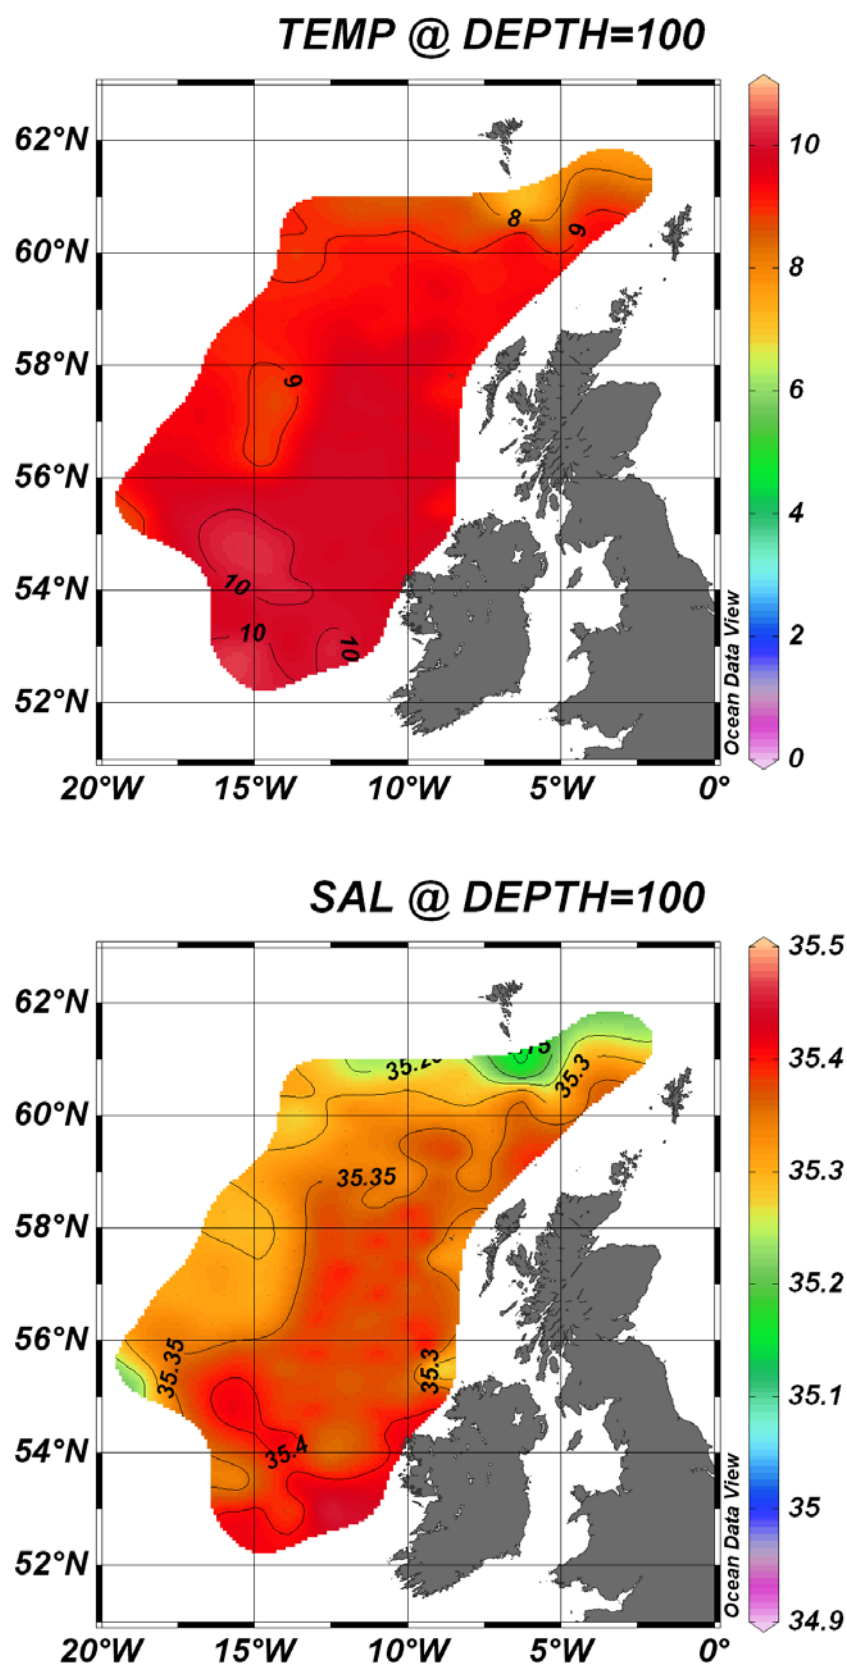 TEMP @ DEPTH=100
62°N
60°N
58°N
56°N
54°N
52°N
20°W 15°W 10°W 5°W 0°
8
9
9
10
10
10
10
8
6
4
2
0
Ocean Data View
SAL @ DEPTH=100
62°N
60°N
58°N
56°N
54°N
52°N
20°W 15°W 10°W 5°W 0°
35.3
35.35
35.35
35.3
35.4
35.5
35.4
35.3
35.2
35.1
35
34.9
Ocean Data View